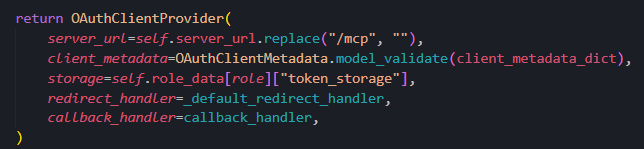 return OAuthClientProvider(
    server_url=self.server_url.replace("/mcp", ""),
    client_metadata=OAuthClientMetadata.model_validate(client_metadata_dict),
    storage=self.role_data[role]["token_storage"],
    redirect_handler=_default_redirect_handler,
    callback_handler=callback_handler,
)